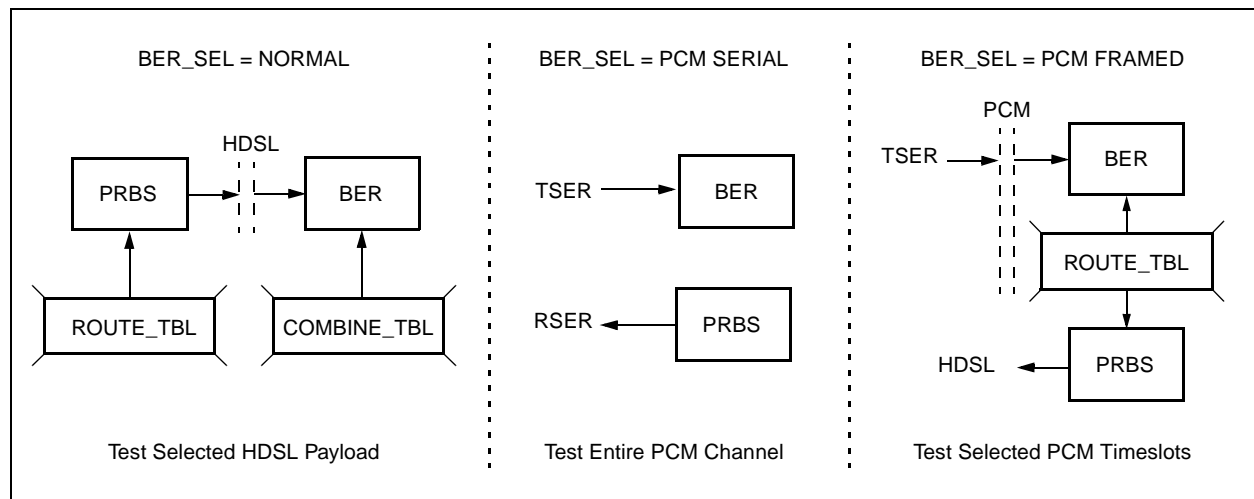 BER_SEL = NORMAL
HDSL
PRBS
BER
ROUTE_TBL
COMBINE_TBL
Test Selected HDSL Payload
BER_SEL = PCM SERIAL
TSER
BER
RSER
PRBS
Test Entire PCM Channel
BER_SEL = PCM FRAMED
PCM
TSER
BER
ROUTE_TBL
HDSL
PRBS
Test Selected PCM Timeslots